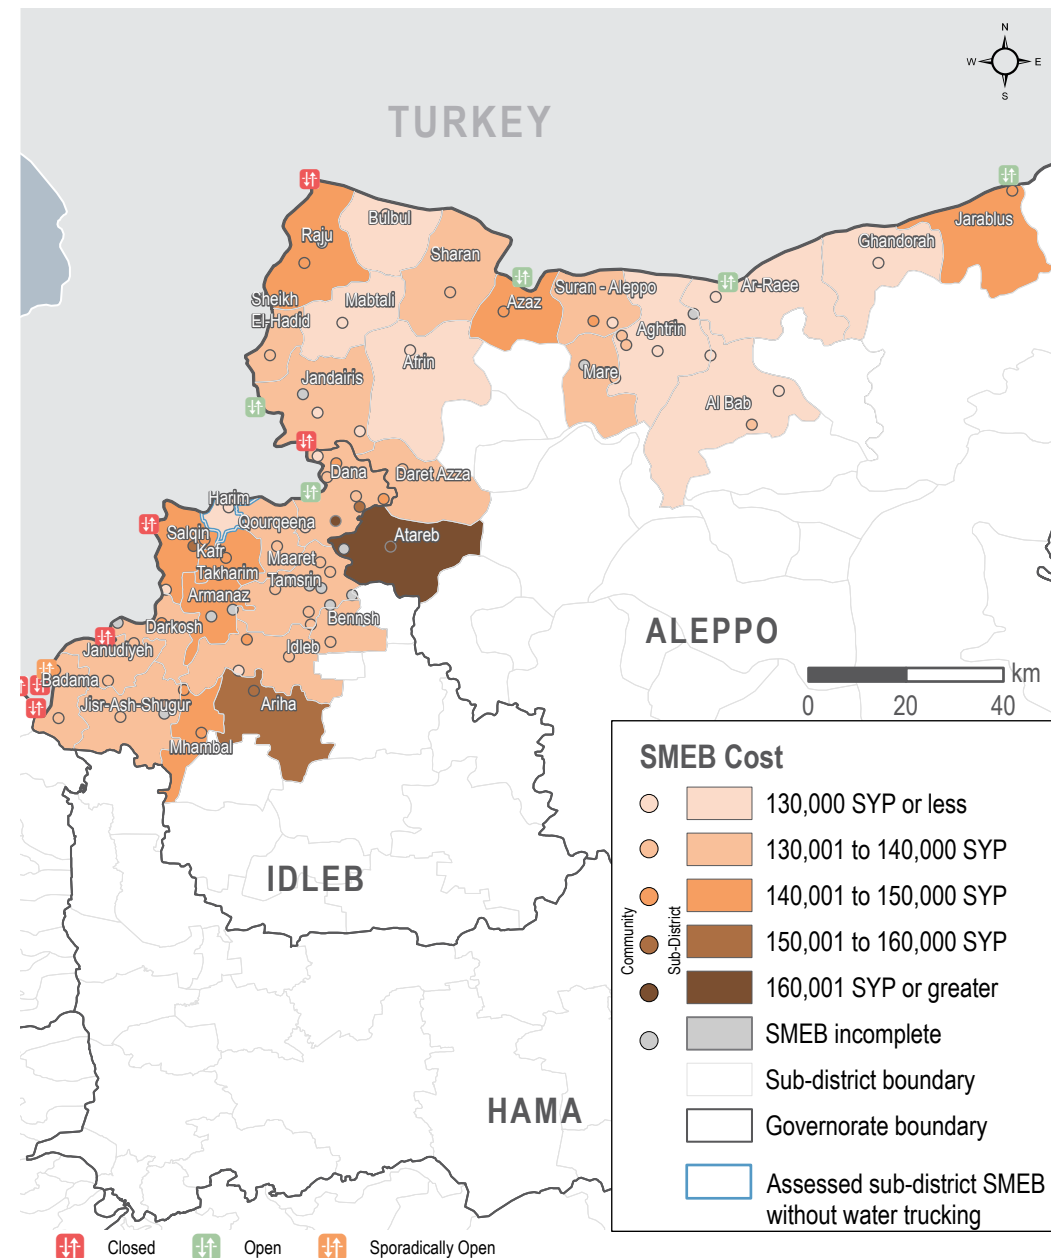 N
W
E
S
TURKEY
Bulbul
Raju
Sharan
Jarablus
Ghandorah
Sheikh
El-Hadid
Mabtali
Azaz
Suran - Aleppo
Ar-Raee
Aghtrin
Afrin
Jandairis
Mare
Al Bab
Dana
Daret Azza
Harim
Qourqeena
Salqin
Kafr
Takharim
Maaret
Tamsrin
Atareb
Armanaz
Bennsh
Darkosh
Janudiyeh
Idleb
ALEPPO
Badama
Jisr-Ash-Shugur
Ariha
Mhambal
km
0 20 40
IDLEB
HAMA
SMEB Cost
Community
Sub-District
130,000 SYP or less
130,001 to 140,000 SYP
140,001 to 150,000 SYP
150,001 to 160,000 SYP
160,001 SYP or greater
SMEB incomplete
Sub-district boundary
Governorate boundary
Assessed sub-district SMEB
without water trucking
Closed
Open
Sporadically Open